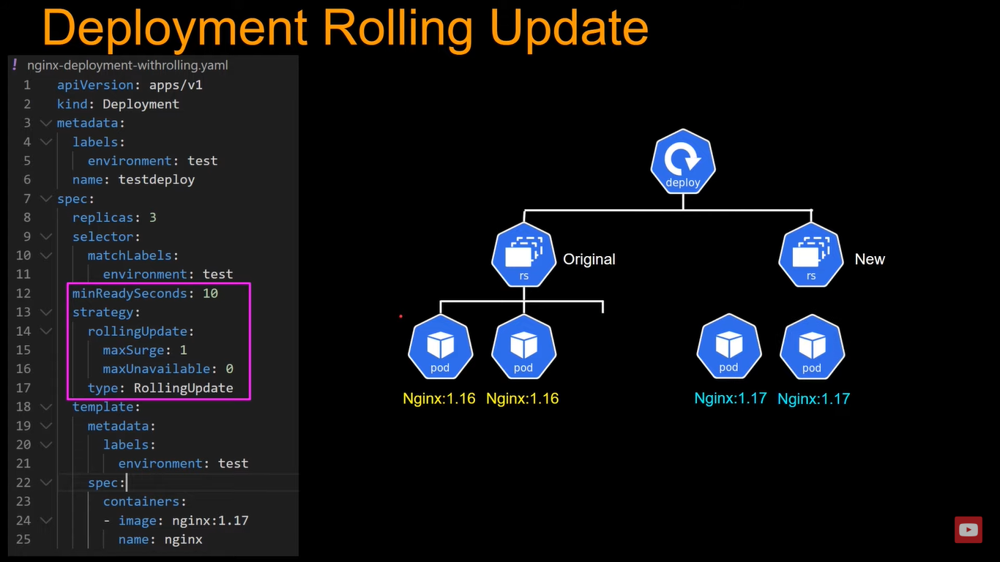 Deployment Rolling Update
! nginx-deployment-withrolling.yaml
1 apiVersion: apps/v1
2 kind: Deployment
3 metadata:
4 labels:
5 environment: test
6 name: testdeploy
7 spec:
8 replicas: 3
9 selector:
10 matchLabels:
11 environment: test
12 minReadySeconds: 10
13 strategy:
14 rollingUpdate:
15 maxSurge: 1
16 maxUnavailable: 0
17 type: RollingUpdate
18 template:
19 metadata:
20 labels:
21 environment: test
22 spec:
23 containers:
24 - image: nginx:1.17
25 name: nginx
deploy
rs
Original
rs
New
pod
pod
pod
pod
Nginx:1.16
Nginx:1.16
Nginx:1.17
Nginx:1.17